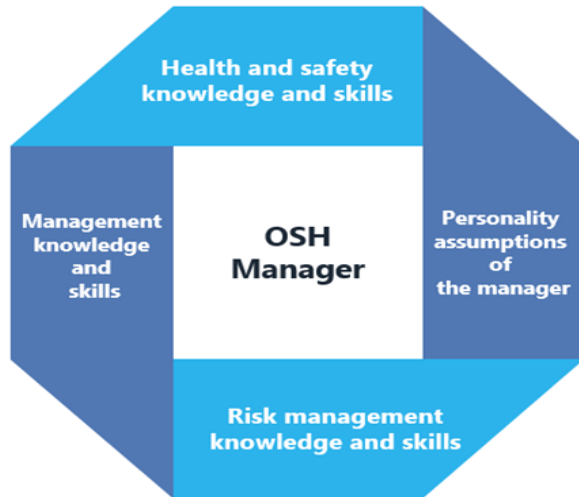 Health and safety
knowledge and skills
Management
knowledge
and
skills
OSH
Manager
Personality
assumptions
of
the manager
Risk management
knowledge and skills